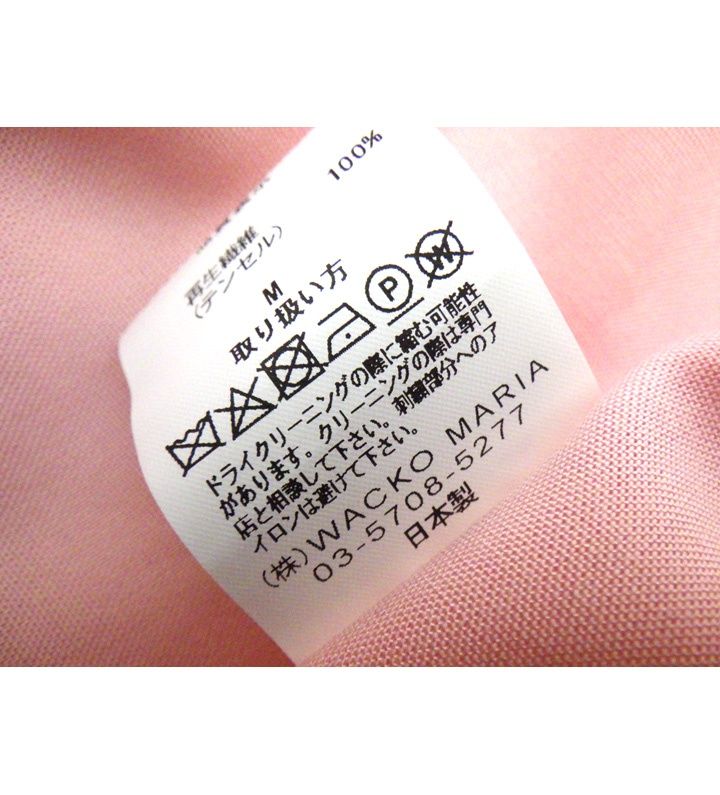 100%
再生繊維
(テンセル)
M
取り扱い方
P W
ドライクリーニングの際に縮む可能性
があります。クリーニングの際は専門
店と相談して下さい。刺繍部分へのア
イロンは避けて下さい。
(株)WACKO MARIA
03-5708-5277
日本製